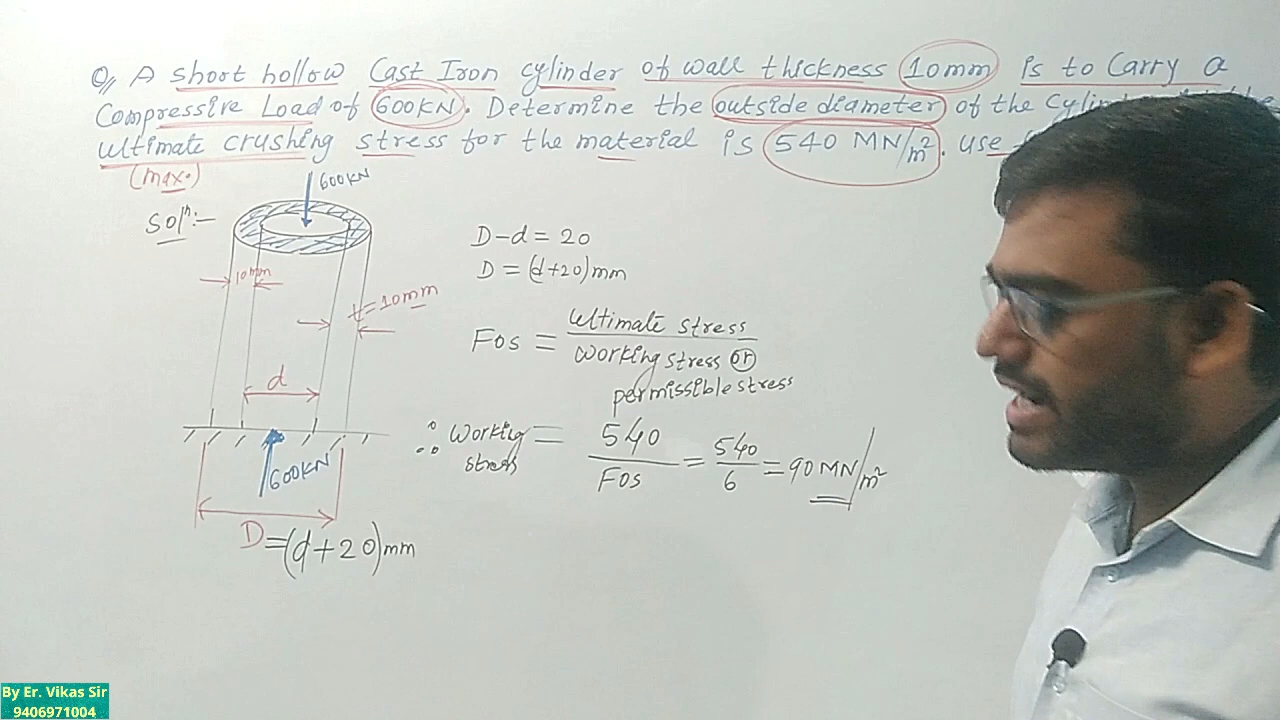 Q// A short hollow Cast Iron cylinder of wall thickness 10mm is to Carry a
Compressive Load of 600KN. Determine the outside diameter of the
ultimate crushing stress for the material is 540 MN/m². use
(max.)
Solⁿ:-
600KN
10mm
t=10mm
d
600KN
D=(d+20)mm
D-d=20
D=(d+20)mm
FOS = ultimate stress
working stress or
permissible stress
∴ Working stress = 540/FOS = 540/6 = 90 MN/m²
By Er. Vikas Sir
9406971004